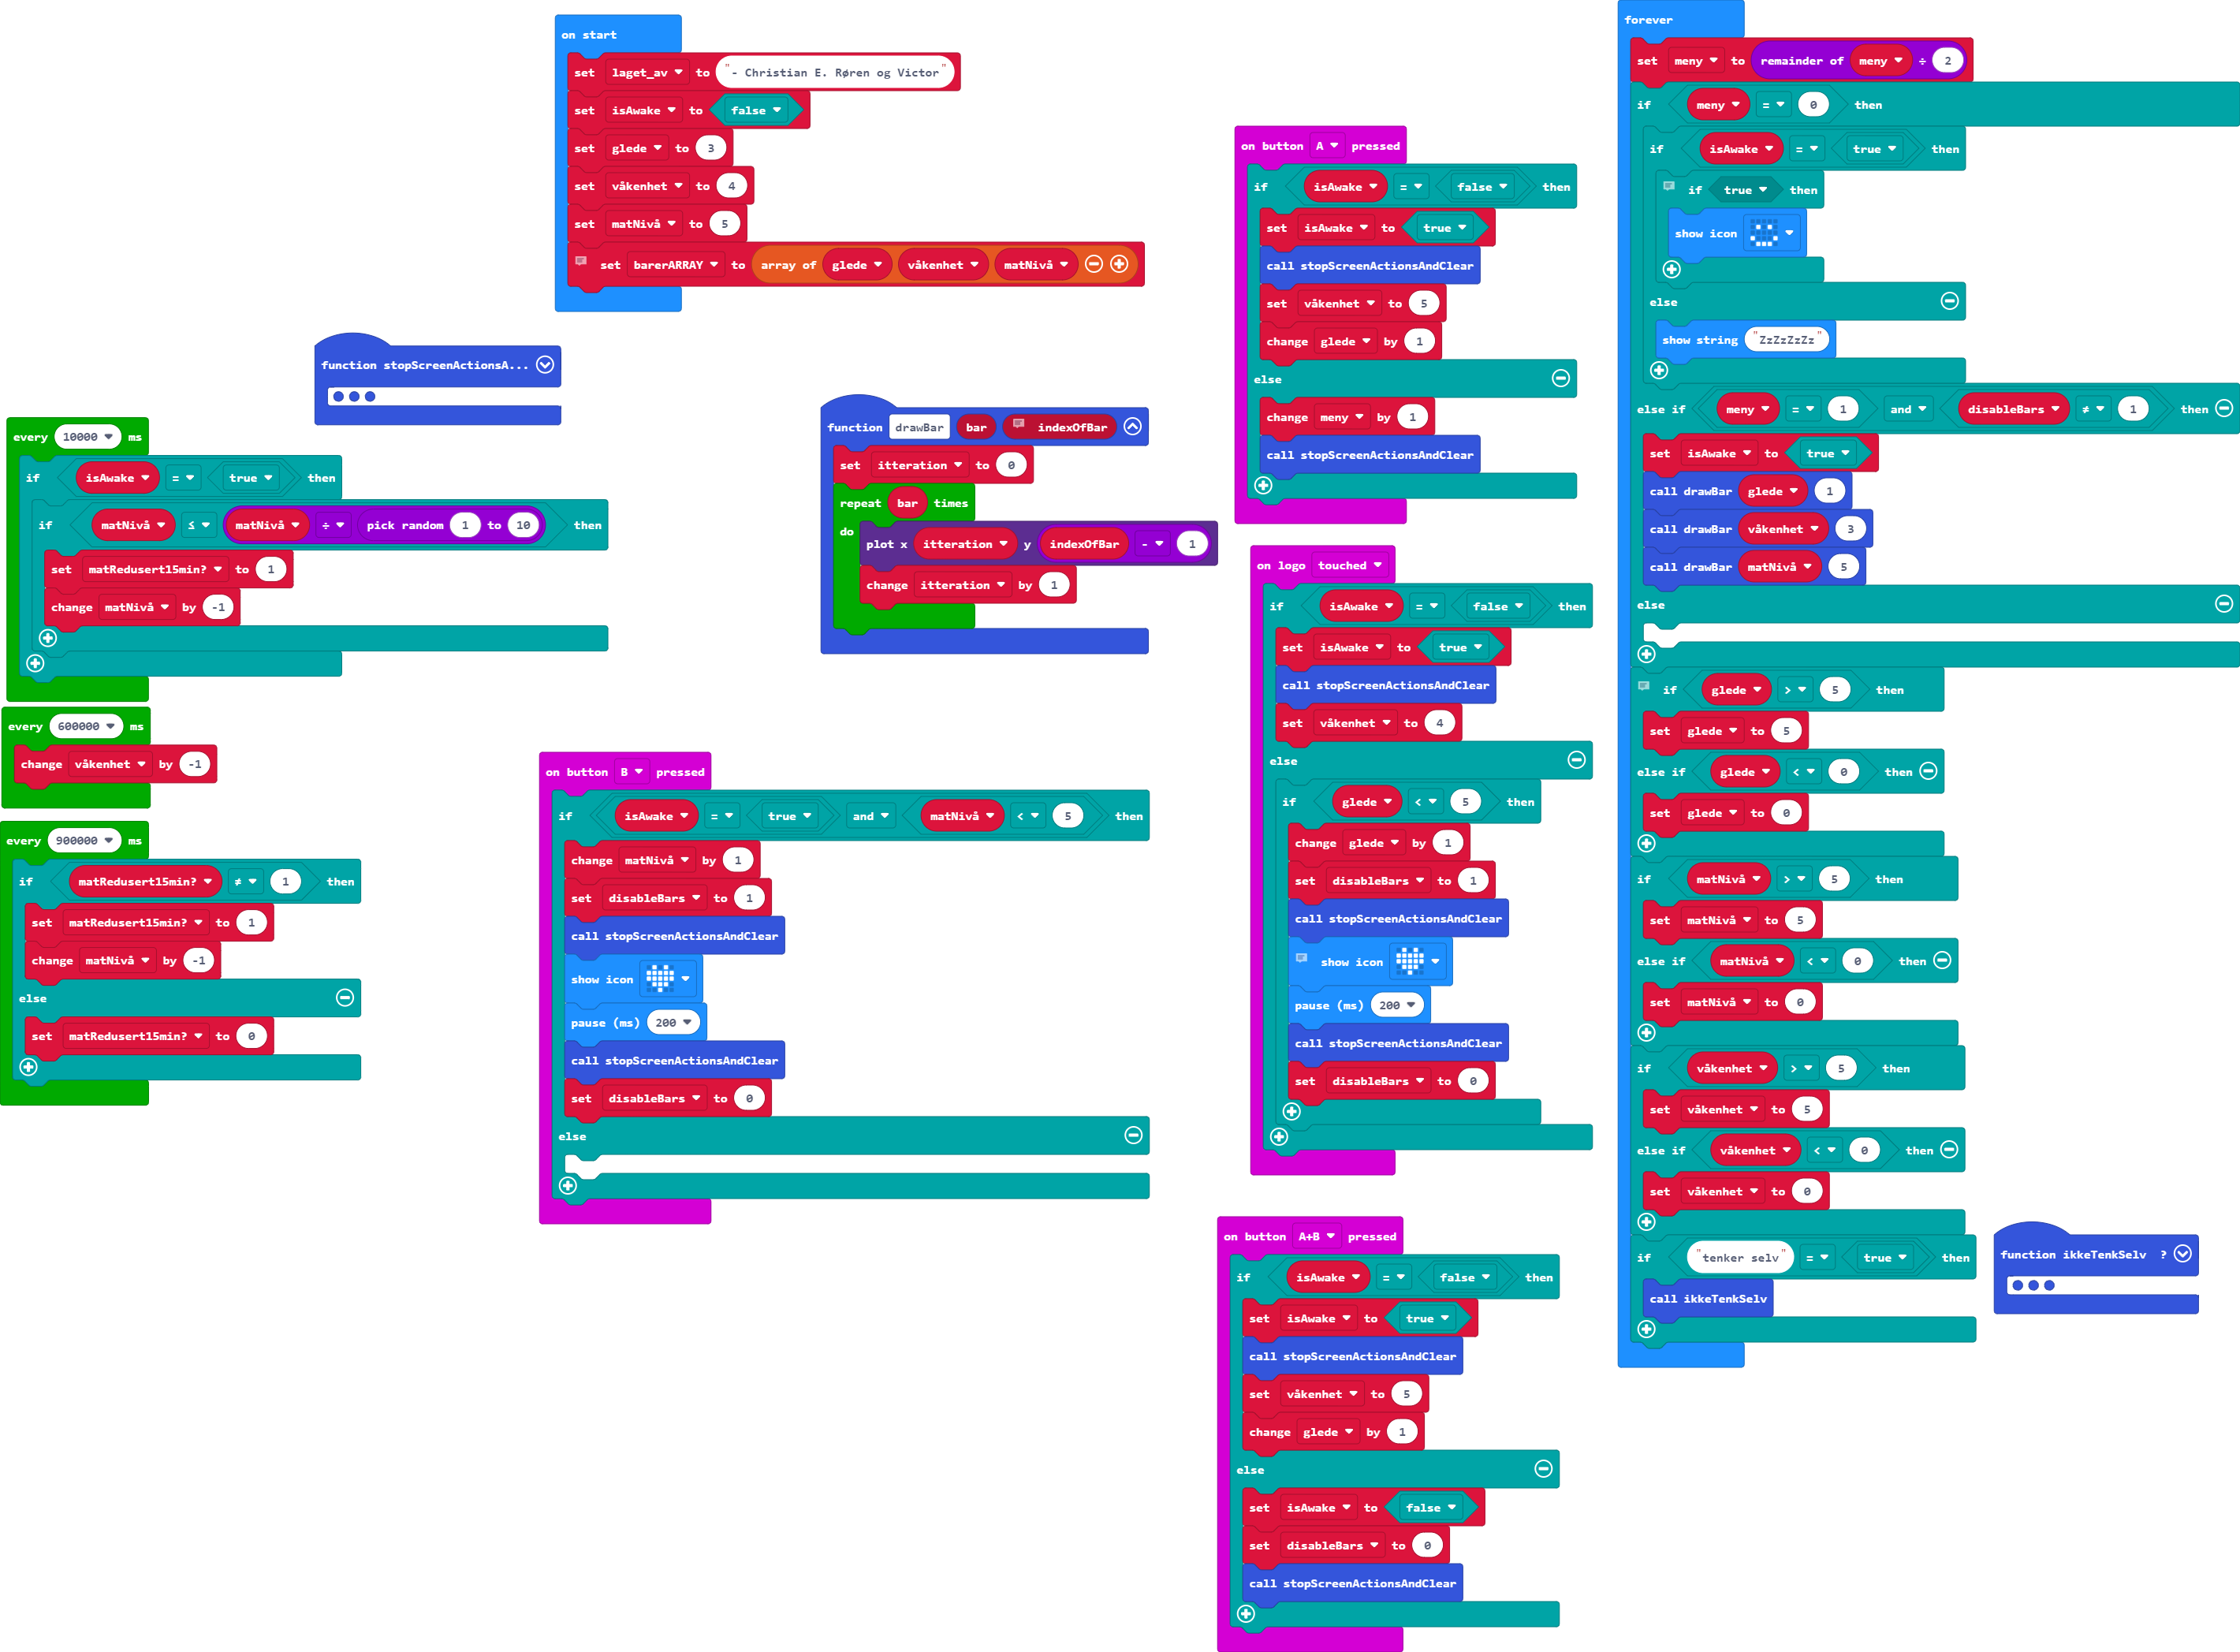 on start
set laget_av to "- Christian E. Røren og Victor"
set isAwake to false
set glede to 3
set våkenhet to 4
set matNivå to 5
set barerARRAY to array of glede våkenhet matNivå
function stopScreenActionsA...
every 10000 ms
if isAwake = true then
if matNivå ≤ matNivå ÷ pick random 1 to 10 then
set matRedusert15min? to 1
change matNivå by -1
every 600000 ms
change våkenhet by -1
every 900000 ms
if matRedusert15min? ≠ 1 then
set matRedusert15min? to 1
change matNivå by -1
else
set matRedusert15min? to 0
function drawBar bar indexOfBar
set itteration to 0
repeat bar times
do plot x itteration y indexOfBar - 1
change itteration by 1
on button B pressed
if isAwake = true and matNivå < 5 then
change matNivå by 1
set disableBars to 1
call stopScreenActionsAndClear
show icon
pause (ms) 200
call stopScreenActionsAndClear
set disableBars to 0
else
on button A pressed
if isAwake = false then
set isAwake to true
call stopScreenActionsAndClear
set våkenhet to 5
change glede by 1
else
change meny by 1
call stopScreenActionsAndClear
on logo touched
if isAwake = false then
set isAwake to true
call stopScreenActionsAndClear
set våkenhet to 4
else
if glede < 5 then
change glede by 1
set disableBars to 1
call stopScreenActionsAndClear
show icon
pause (ms) 200
call stopScreenActionsAndClear
set disableBars to 0
on button A+B pressed
if isAwake = false then
set isAwake to true
call stopScreenActionsAndClear
set våkenhet to 5
change glede by 1
else
set isAwake to false
set disableBars to 0
call stopScreenActionsAndClear
forever
set meny to remainder of meny ÷ 2
if meny = 0 then
if isAwake = true then
if true then
show icon
else
show string "ZzZzZzZz"
else if meny = 1 and disableBars ≠ 1 then
set isAwake to true
call drawBar glede 1
call drawBar våkenhet 3
call drawBar matNivå 5
else
if glede > 5 then
set glede to 5
else if glede < 0 then
set glede to 0
if matNivå > 5 then
set matNivå to 5
else if matNivå < 0 then
set matNivå to 0
if våkenhet > 5 then
set våkenhet to 5
else if våkenhet < 0 then
set våkenhet to 0
if "tenker selv" = true then
call ikkeTenkSelv
function ikkeTenkSelv ?